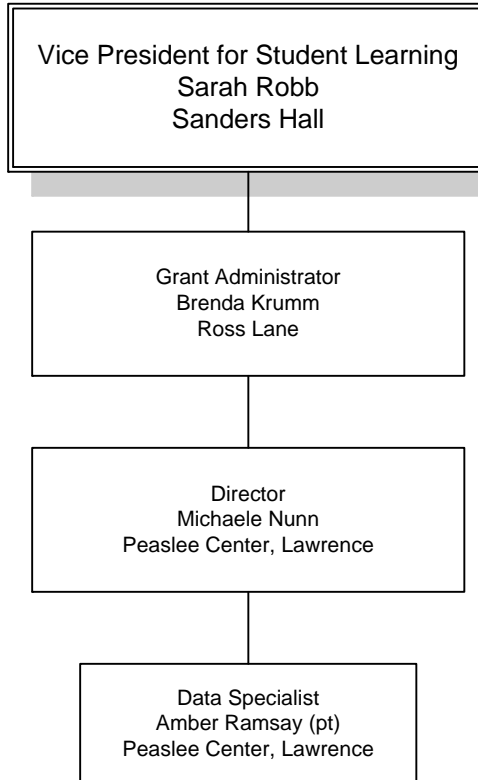 Vice President for Student Learning
Sarah Robb
Sanders Hall
Grant Administrator
Brenda Krumm
Ross Lane
Director
Michaele Nunn
Peaslee Center, Lawrence
Data Specialist
Amber Ramsay (pt)
Peaslee Center, Lawrence